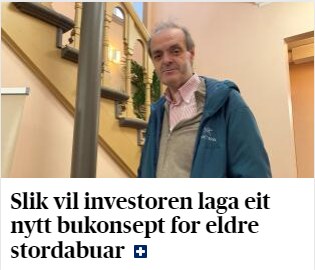 Slik vil investoren laga eit
nytt bukonsept for eldre
stordabuar